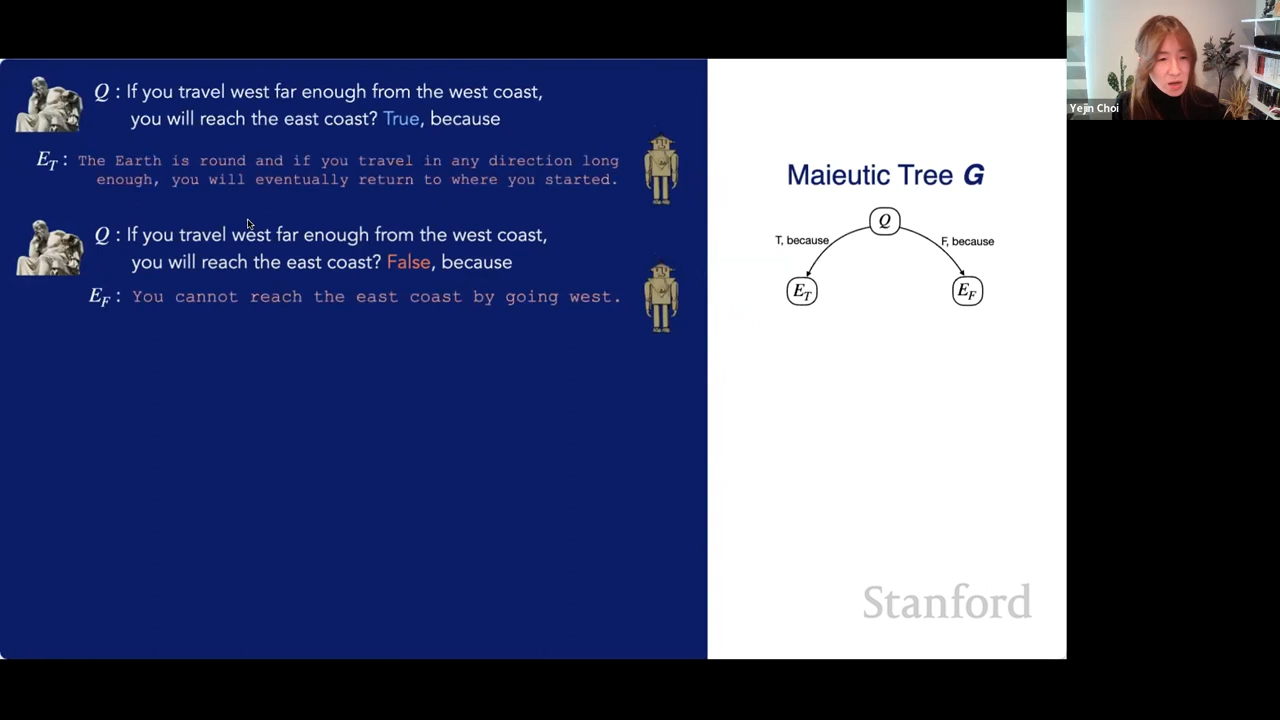 Q : If you travel west far enough from the west coast,
you will reach the east coast? True, because
E_T : The Earth is round and if you travel in any direction long
enough, you will eventually return to where you started.
Q : If you travel west far enough from the west coast,
you will reach the east coast? False, because
E_F : You cannot reach the east coast by going west.
Maieutic Tree G
Q
T, because
F, because
E_T
E_F
Stanford
Yejin Choi